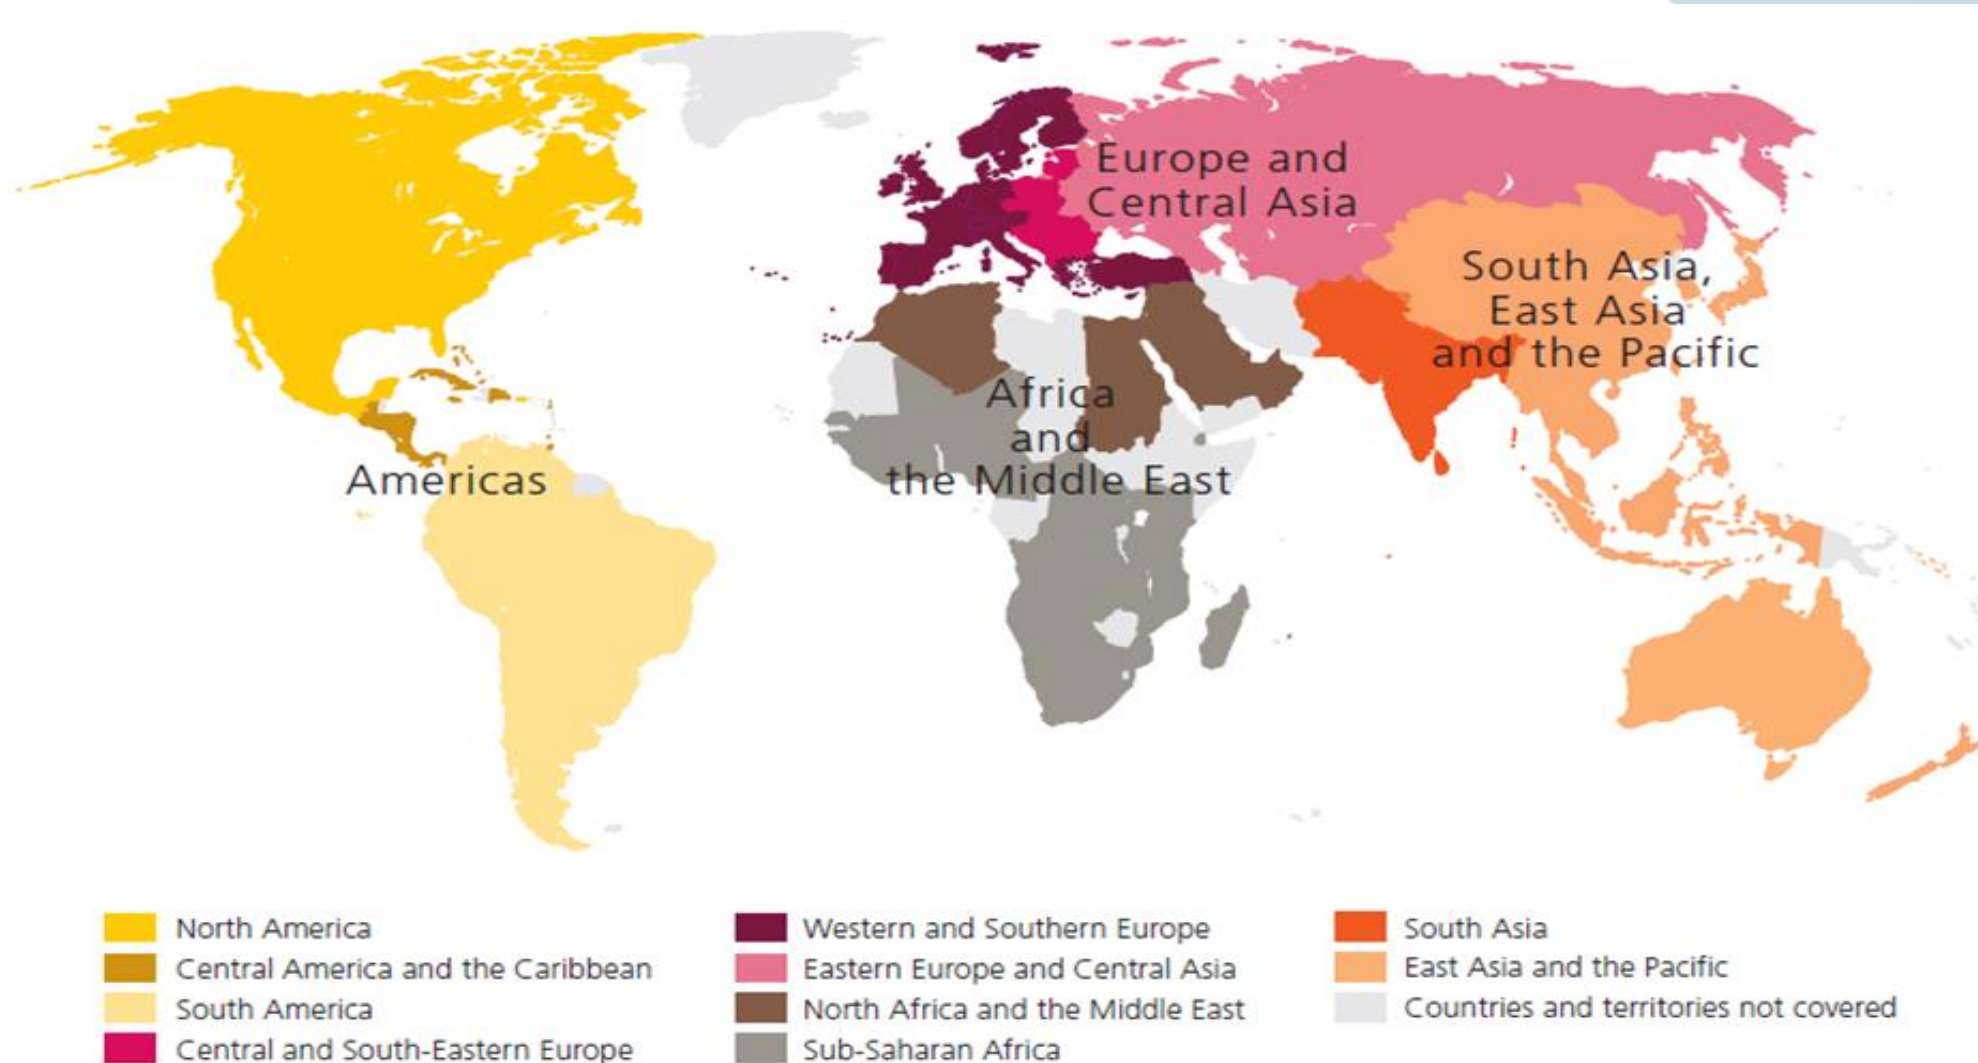 Europe and
Central Asia
South Asia,
East Asia
and the Pacific
Africa
and
the Middle East
Americas
North America
Central America and the Caribbean
South America
Central and South-Eastern Europe
Western and Southern Europe
Eastern Europe and Central Asia
North Africa and the Middle East
Sub-Saharan Africa
South Asia
East Asia and the Pacific
Countries and territories not covered